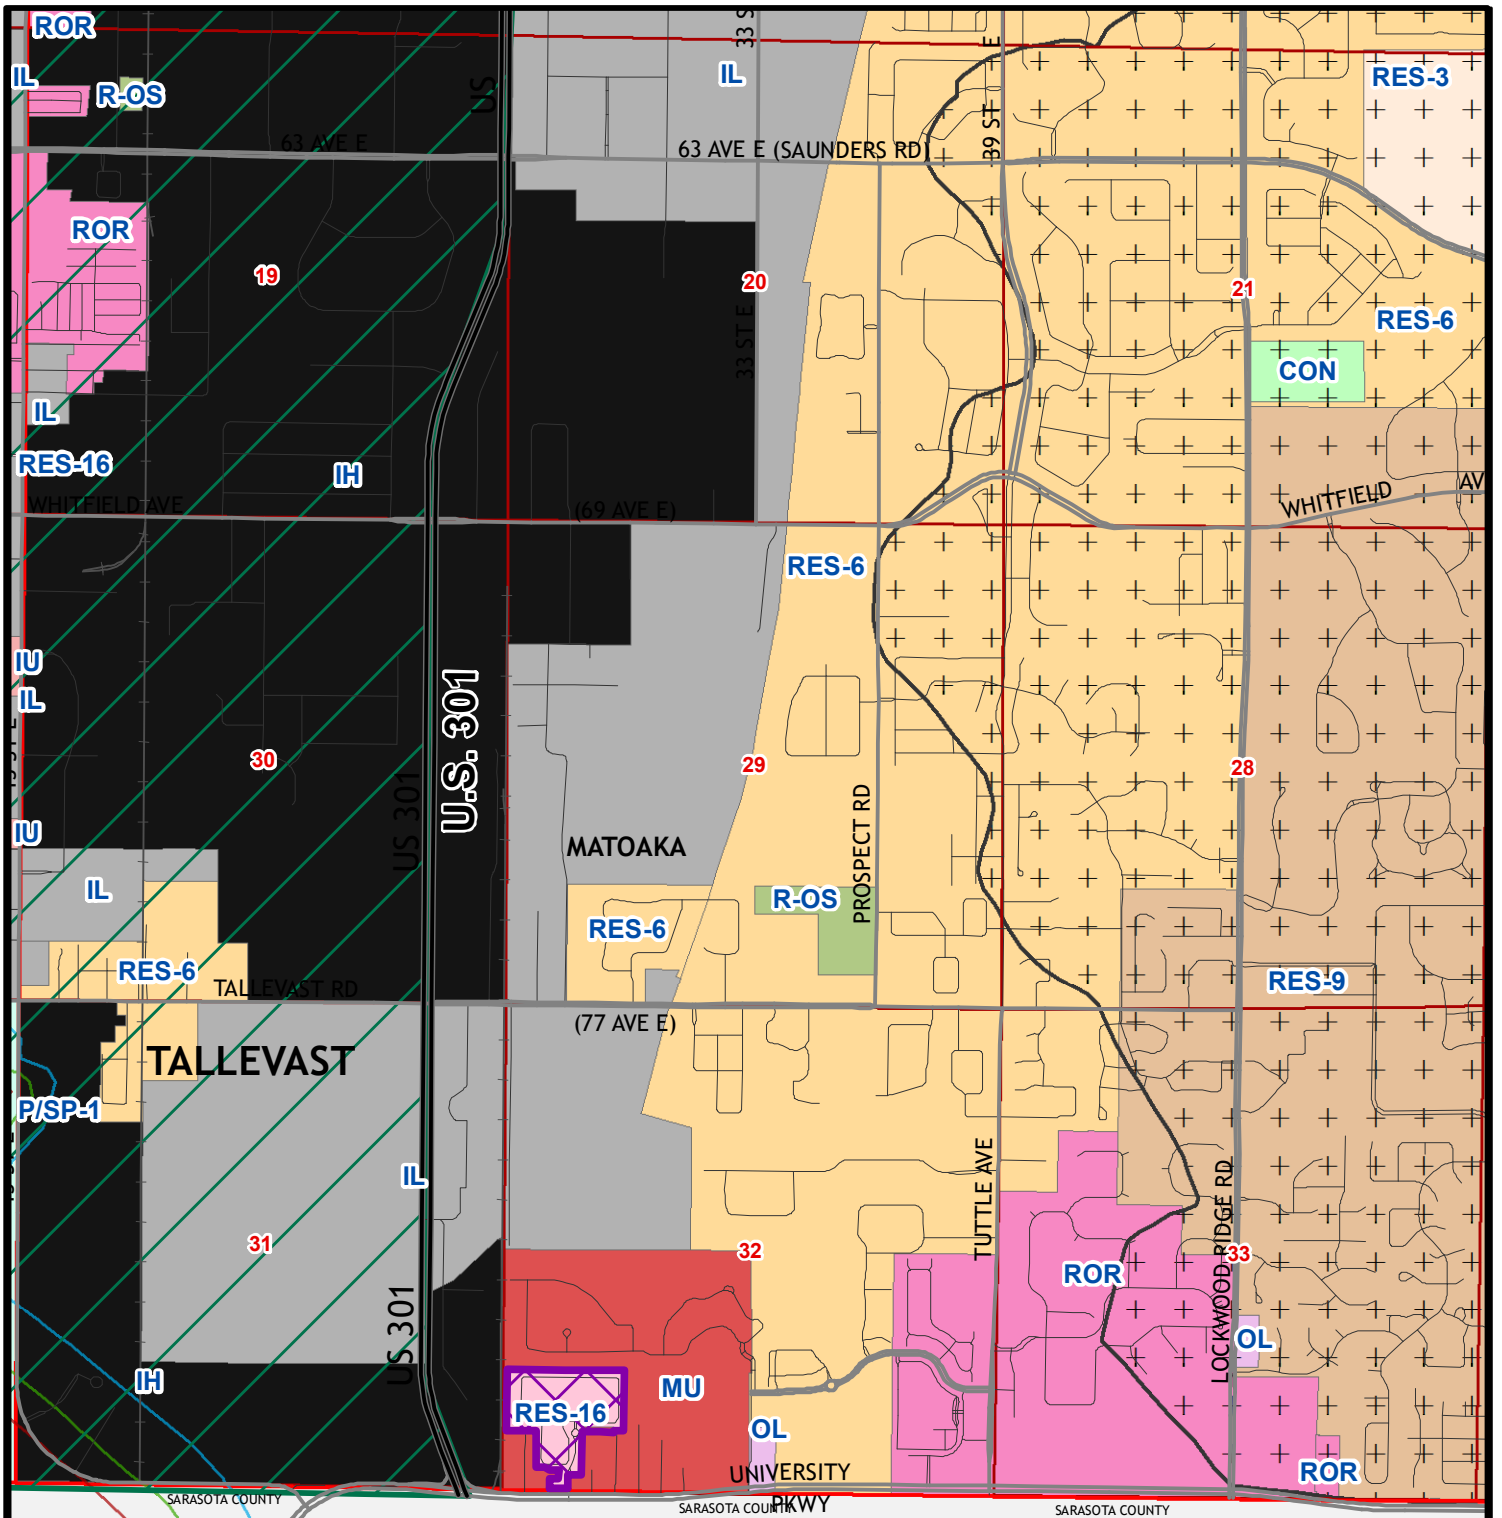 ROR
33 S
E
IL
IL
RES-3
R-OS
US
39 ST
63 AVE E
63 AVE E (SAUNDERS RD)
ROR
19
20
21
33 ST E
RES-6
CON
IL
RES-16
IH
WHITFIELD AVE
(69 AVE E)
WHITFIELD
AV
RES-6
IU
IL
U.S. 301
30
29
28
US 301
IU
PROSPECT RD
MATOAKA
IL
R-OS
RES-6
RES-6
RES-9
TALLEVAST RD
(77 AVE E)
TALLEVAST
P/SP-1
IL
TUTTLE AVE
LOCKWOOD RIDGE RD
31
32
33
ROR
US 301
OL
IH
MU
RES-16
OL
UNIVERSITY
PKWY
ROR
SARASOTA COUNTY
SARASOTA COUNTY
SARASOTA COUNTY